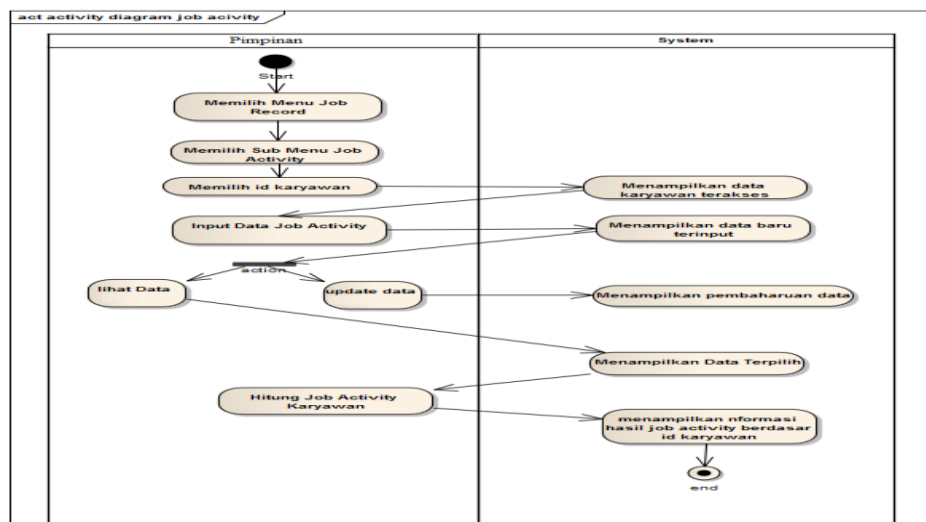 act activity diagram job acivity
Pimpinan
System
Start
Memilih Menu Job
Record
Memilih Sub Menu Job
Activity
Memilih id karyawan
Menampilkan data
karyawan terakses
Input Data Job Activity
Menampilkan data baru
terinput
action
lihat Data
update data
Menampilkan pembaharuan data
Menampilkan Data Terpilih
Hitung Job Activity
Karyawan
menampilkan nformasi
hasil job activity berdasar
id karyawan
end